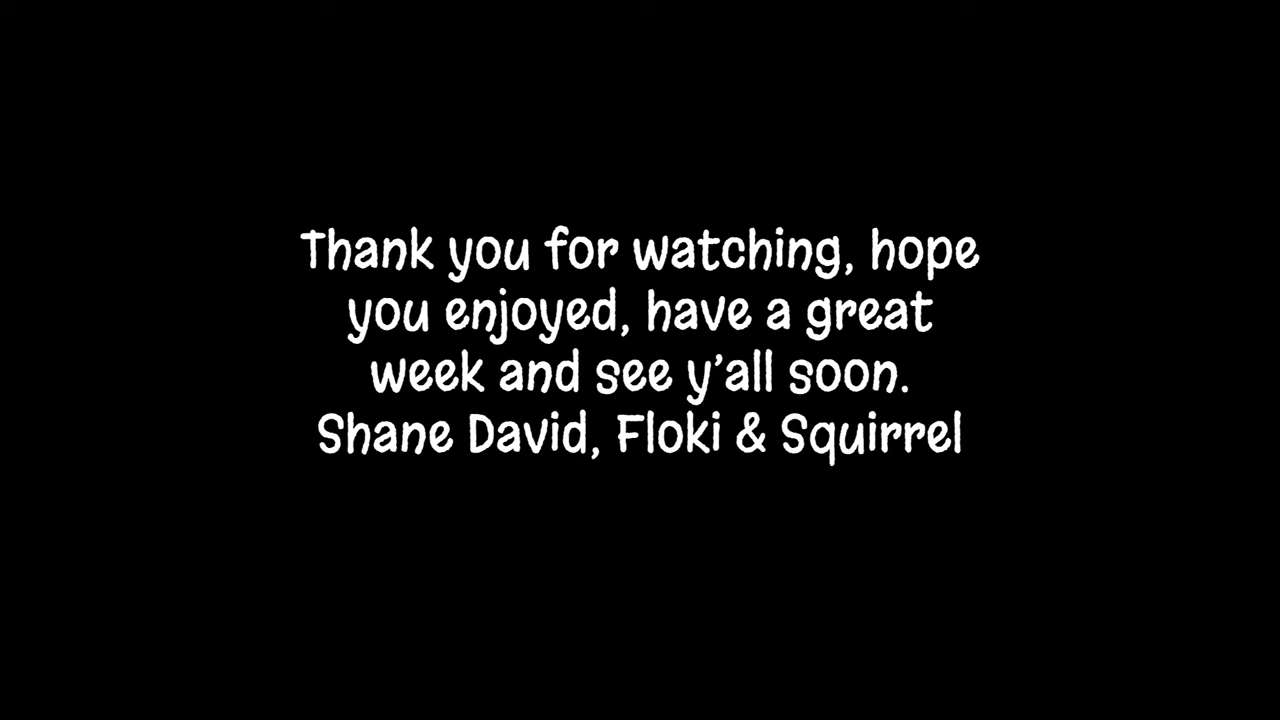 Thank you for watching, hope
you enjoyed, have a great
week and see y’all soon.
Shane David, Floki & Squirrel